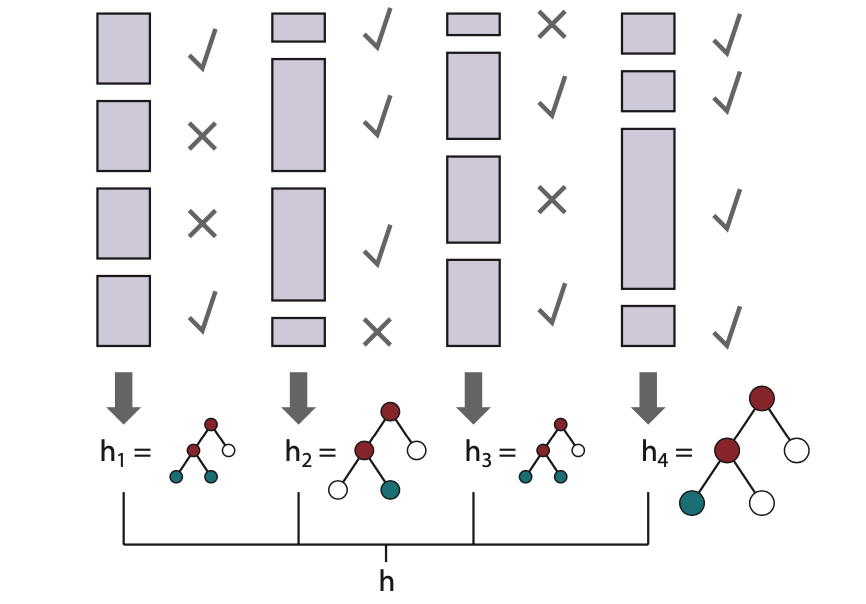 h₁ =
h₂ =
h₃ =
h₄ =
h